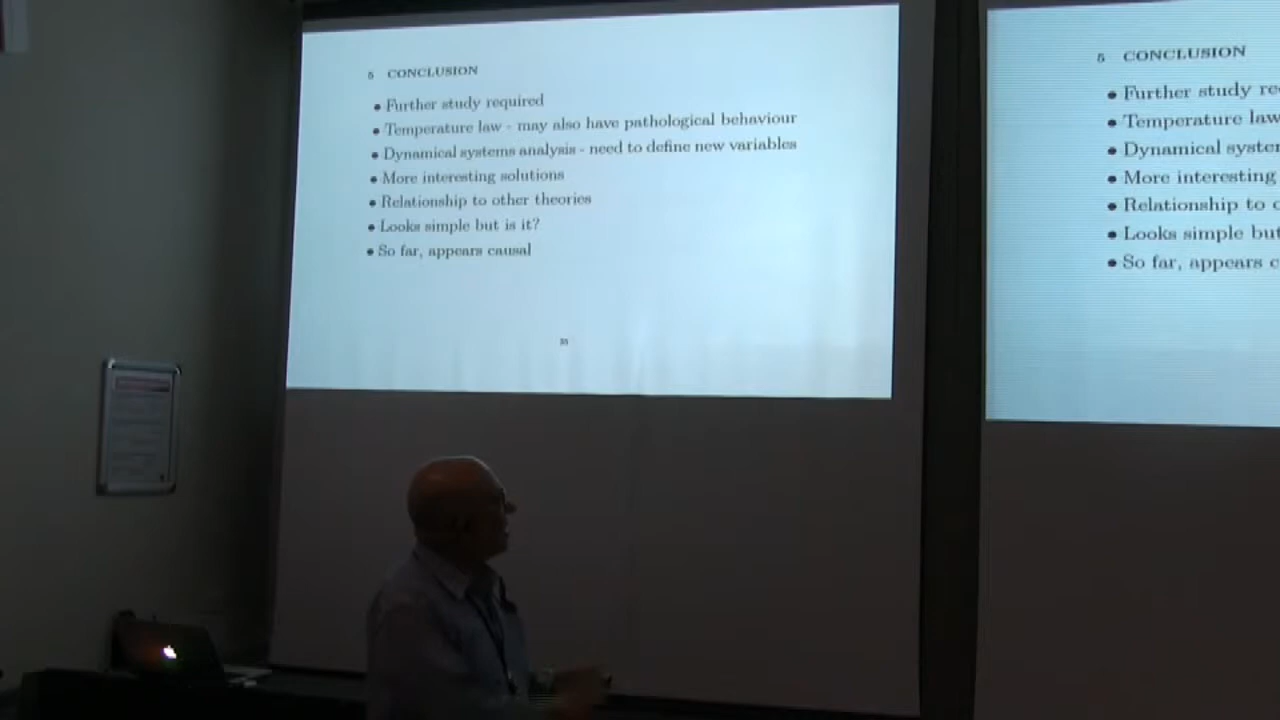 5 CONCLUSION
• Further study required
• Temperature law - may also have pathological behaviour
• Dynamical systems analysis - need to define new variables
• More interesting solutions
• Relationship to other theories
• Looks simple but is it?
• So far, appears causal
5 CONCLUSION
• Further study re
• Temperature law
• Dynamical system
• More interesting
• Relationship to o
• Looks simple but
• So far, appears c